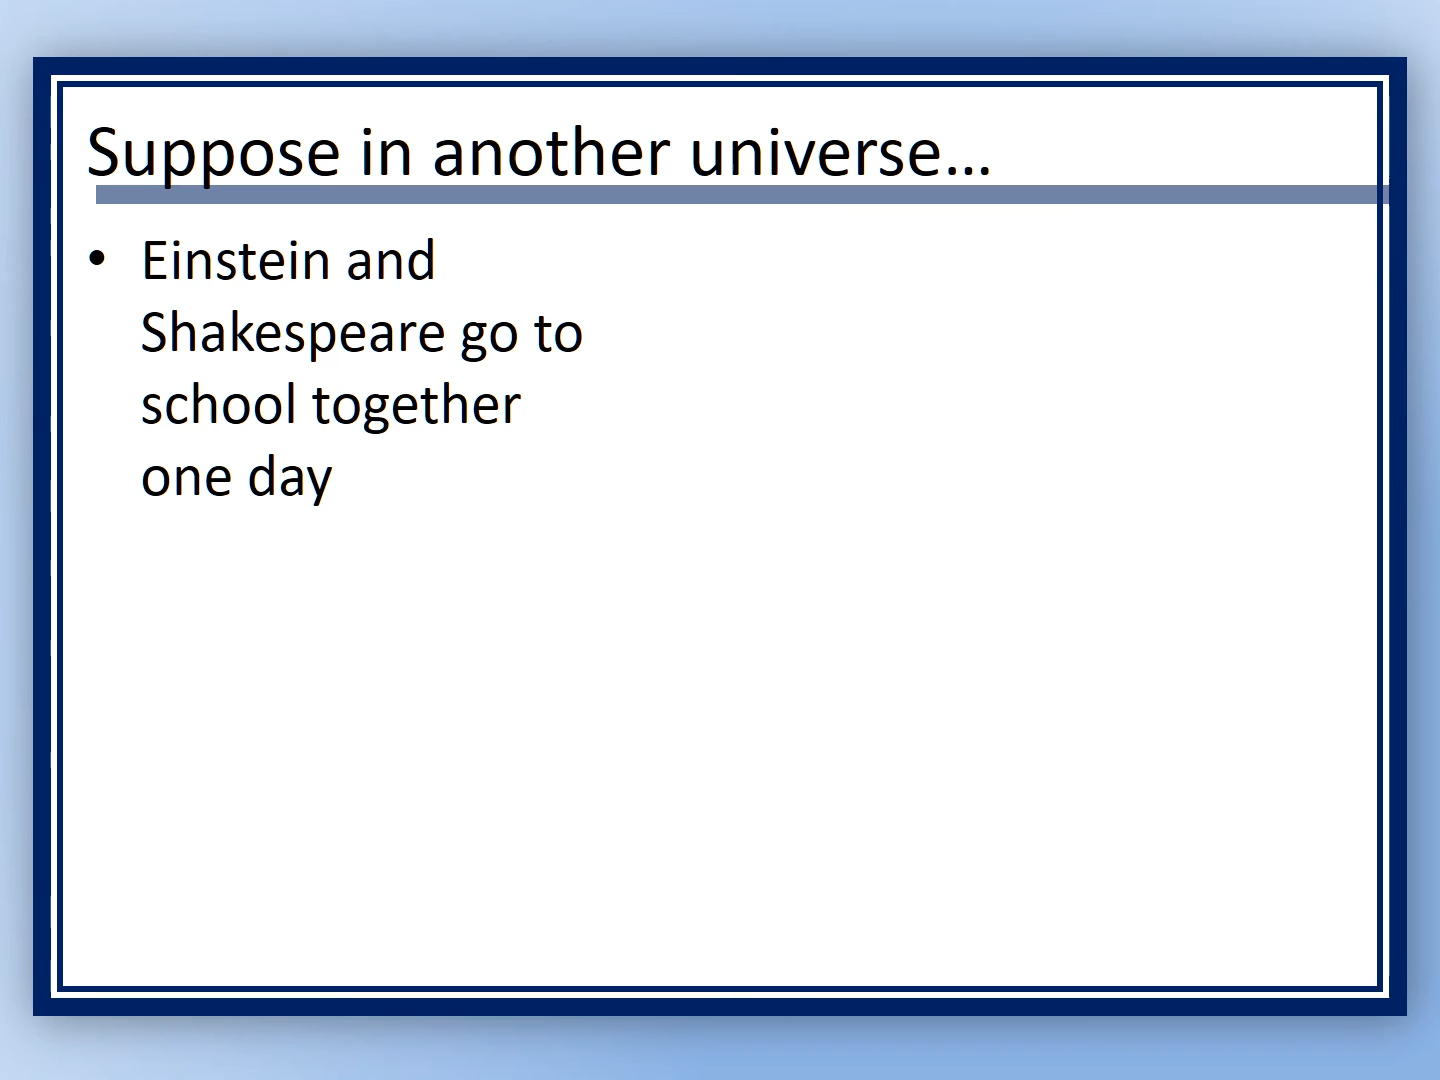 Suppose in another universe…
• Einstein and
Shakespeare go to
school together
one day